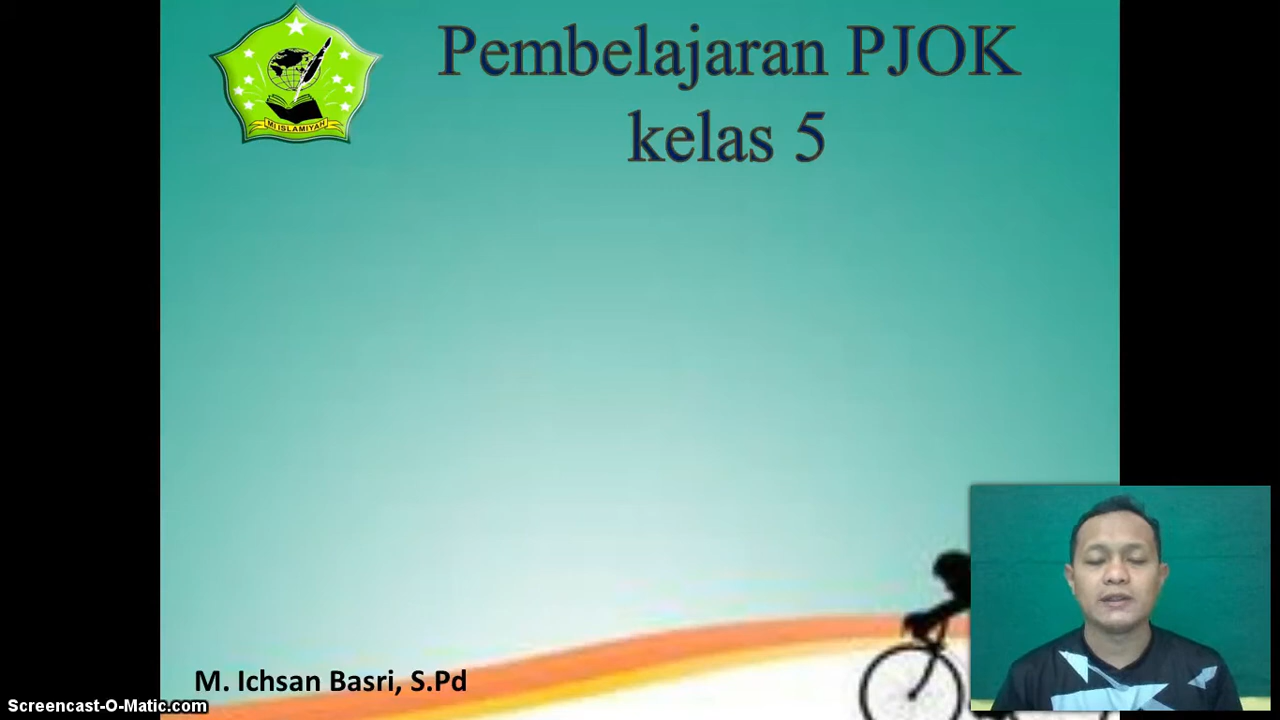 Pembelajaran PJOK
kelas 5
MI ISLAMIYAH
M. Ichsan Basri, S.Pd
Screencast-O-Matic.com